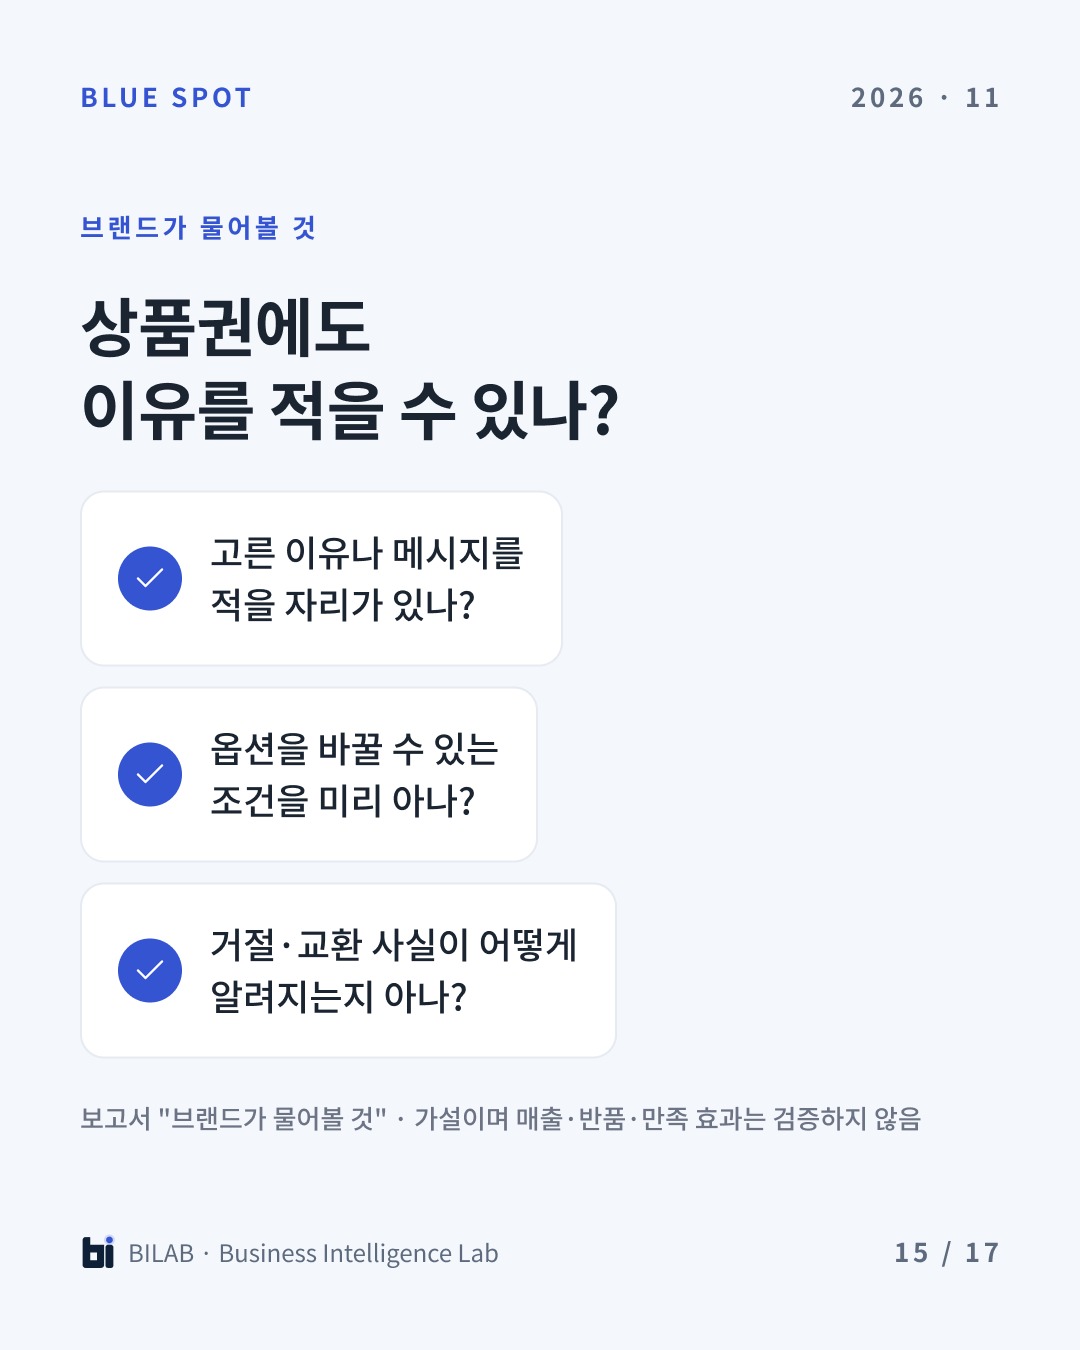 BLUE SPOT
2026 · 11
브랜드가 물어볼 것
상품권에도
이유를 적을 수 있나?
고른 이유나 메시지를
적을 자리가 있나?
옵션을 바꿀 수 있는
조건을 미리 아나?
거절·교환 사실이 어떻게
알려지는지 아나?
보고서 "브랜드가 물어볼 것" · 가설이며 매출·반품·만족 효과는 검증하지 않음
bi BILAB · Business Intelligence Lab
15 / 17